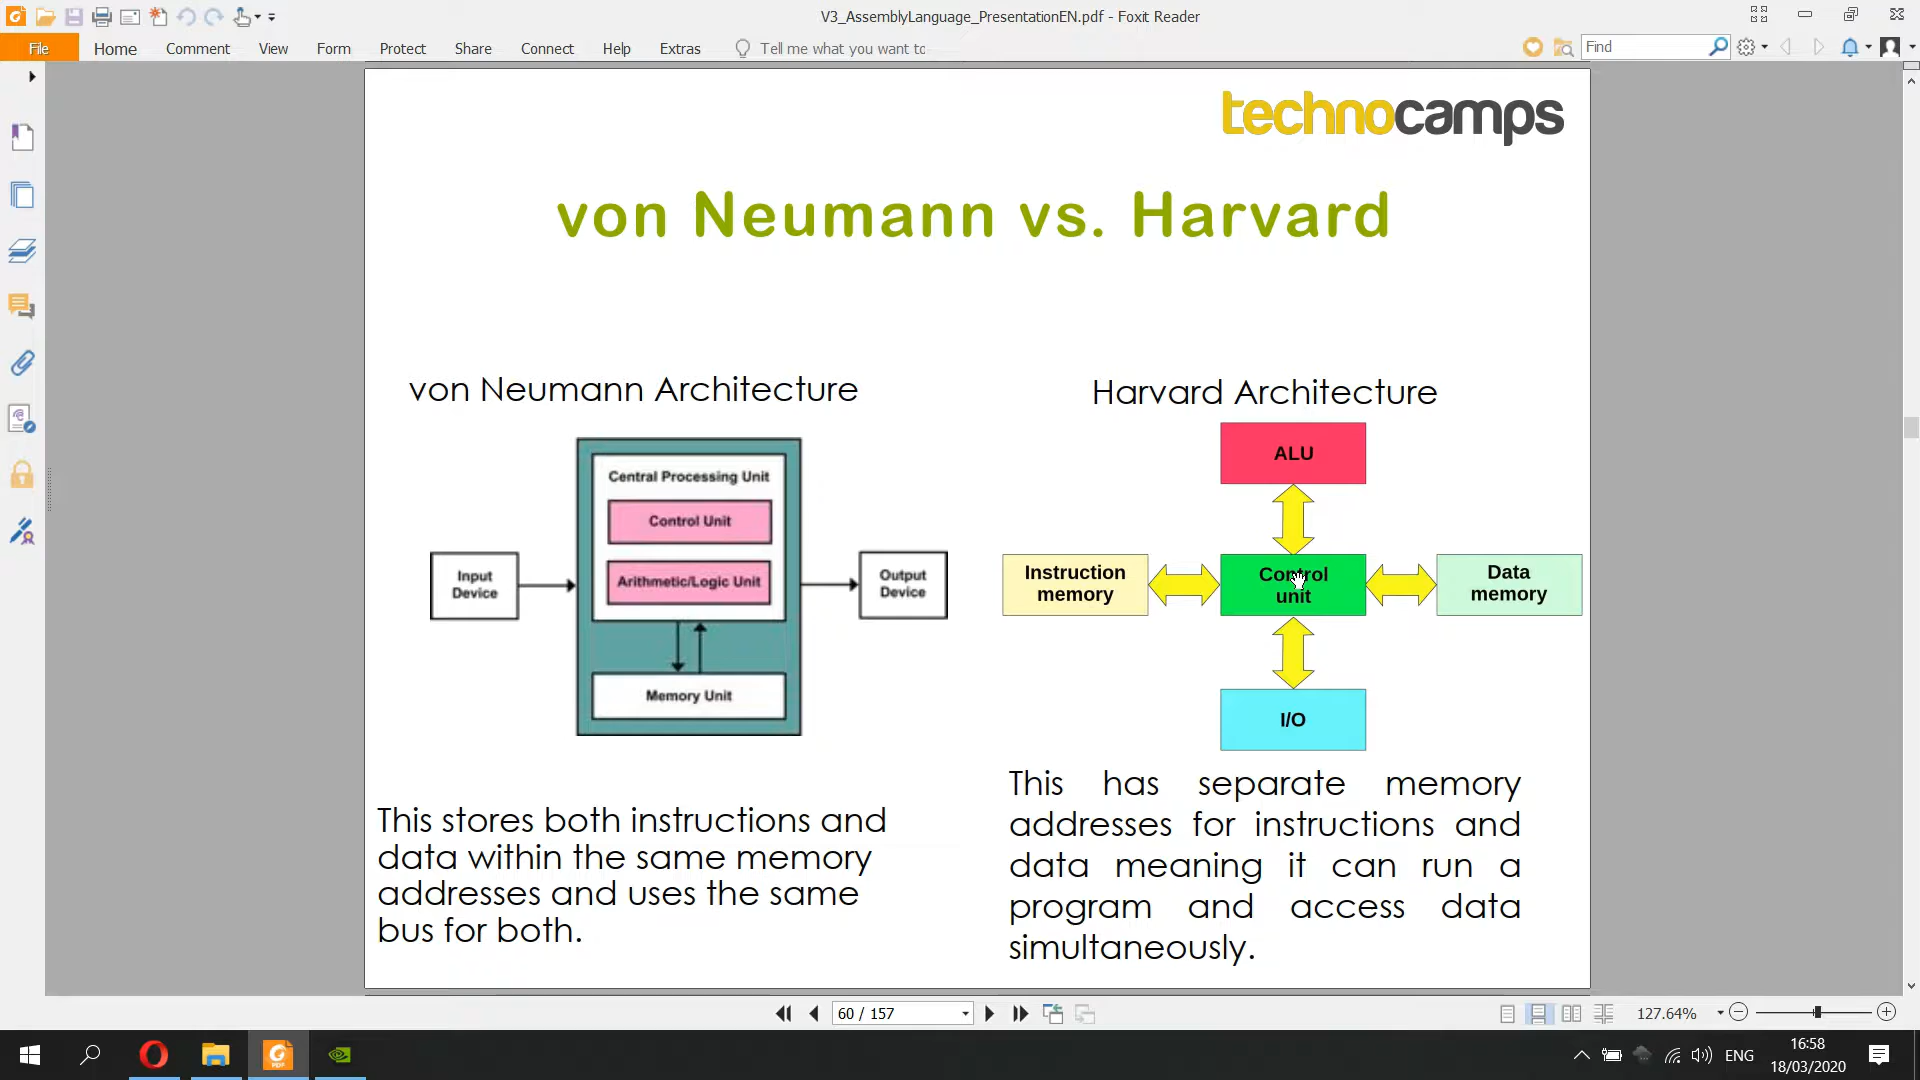 V3_AssemblyLanguage_PresentationEN.pdf - Foxit Reader
File Home Comment View Form Protect Share Connect Help Extras Tell me what you want to
Find
technocamps
von Neumann vs. Harvard
von Neumann Architecture
Harvard Architecture
Central Processing Unit
Control Unit
Arithmetic/Logic Unit
Input
Device
Output
Device
Memory Unit
ALU
Instruction
memory
Control
unit
Data
memory
I/O
This stores both instructions and
data within the same memory
addresses and uses the same
bus for both.
This has separate memory
addresses for instructions and
data meaning it can run a
program and access data
simultaneously.
60 / 157
127.64%
ENG
16:58
18/03/2020